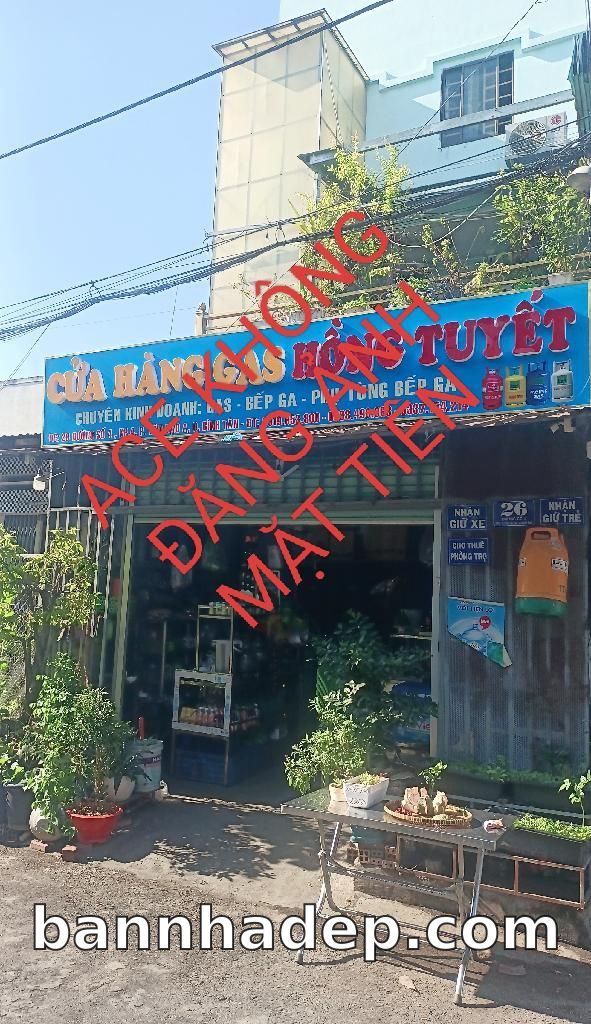 CỬA HÀNG GAS HỒNG TUYẾT
CHUYÊN KINH DOANH: GAS - BẾP GA - PHỤ TÙNG BẾP GA
ACE KHÔNG
ĐĂNG ẢNH
MẶT TIỀN
NHẬN
GIỮ XE
26
NHẬN
GIỮ TRẺ
CHO THUÊ
PHÒNG TRỌ
bannhadep.com